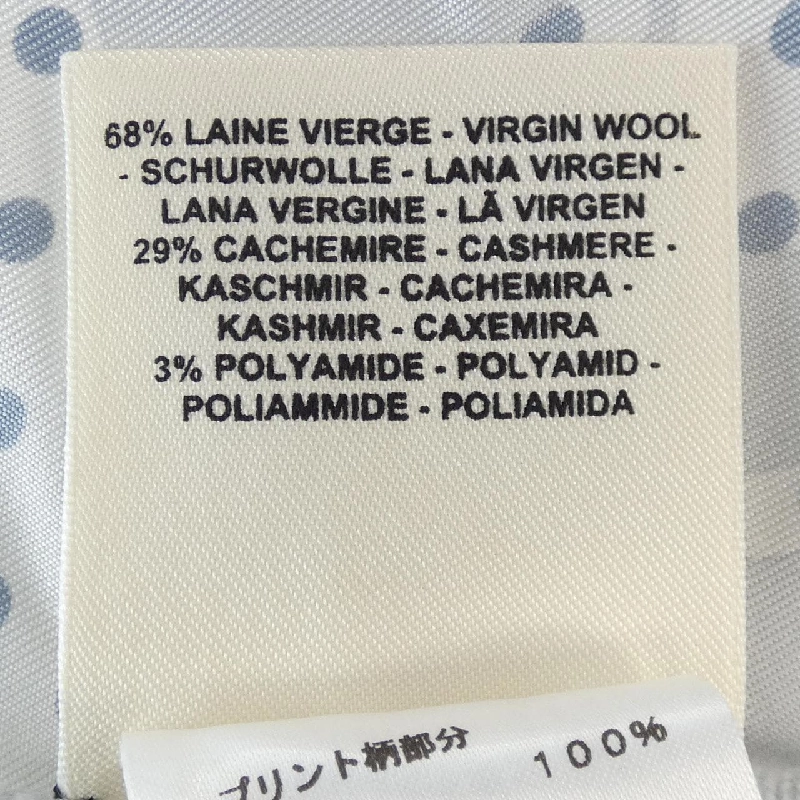 68% LAINE VIERGE - VIRGIN WOOL
- SCHURWOLLE - LANA VIRGEN -
LANA VERGINE - LÃ VIRGEN
29% CACHEMIRE - CASHMERE -
KASCHMIR - CACHEMIRA -
KASHMIR - CAXEMIRA
3% POLYAMIDE - POLYAMID -
POLIAMMIDE - POLIAMIDA
プリント柄部分 100%